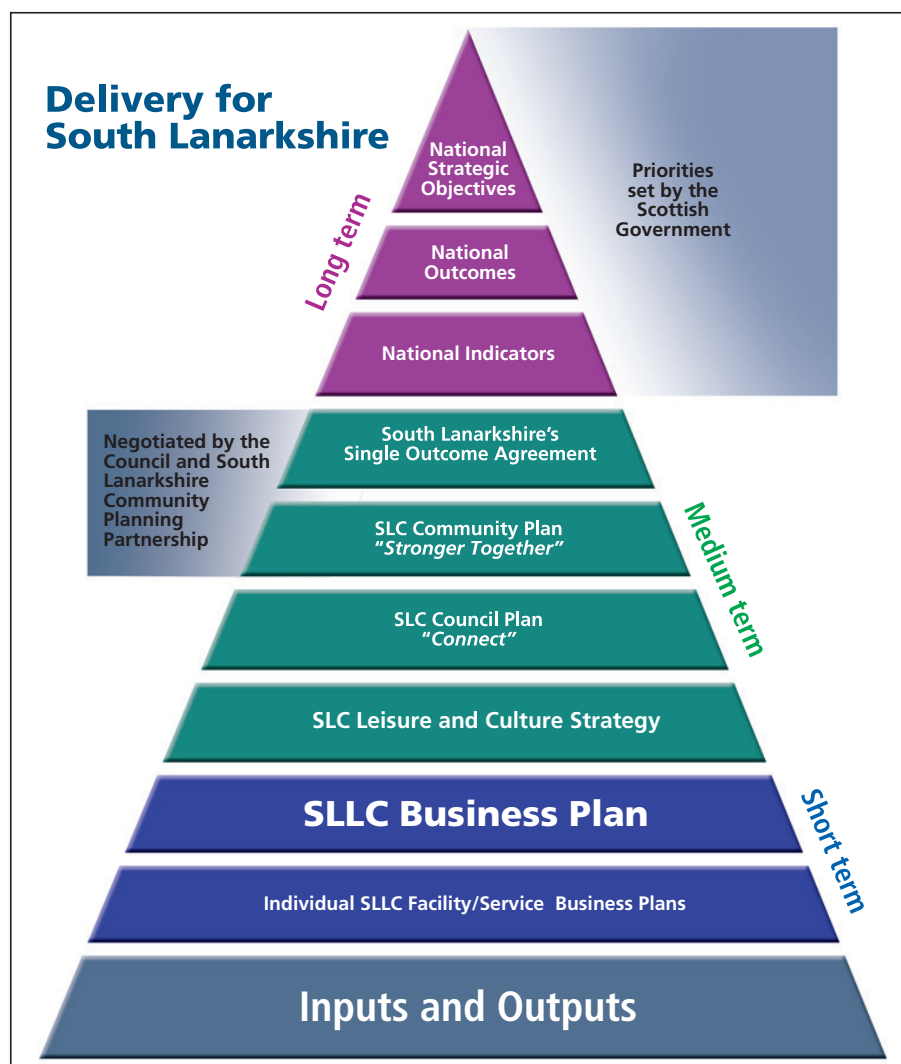 Delivery for
South Lanarkshire
National
Strategic
Objectives
Priorities
set by the
Scottish
Government
Long term
National
Outcomes
National Indicators
Negotiated by the
Council and South
Lanarkshire
Community
Planning
Partnership
South Lanarkshire's
Single Outcome Agreement
SLC Community Plan
"Stronger Together"
Medium term
SLC Council Plan
"Connect"
SLC Leisure and Culture Strategy
SLLC Business Plan
Short term
Individual SLLC Facility/Service Business Plans
Inputs and Outputs